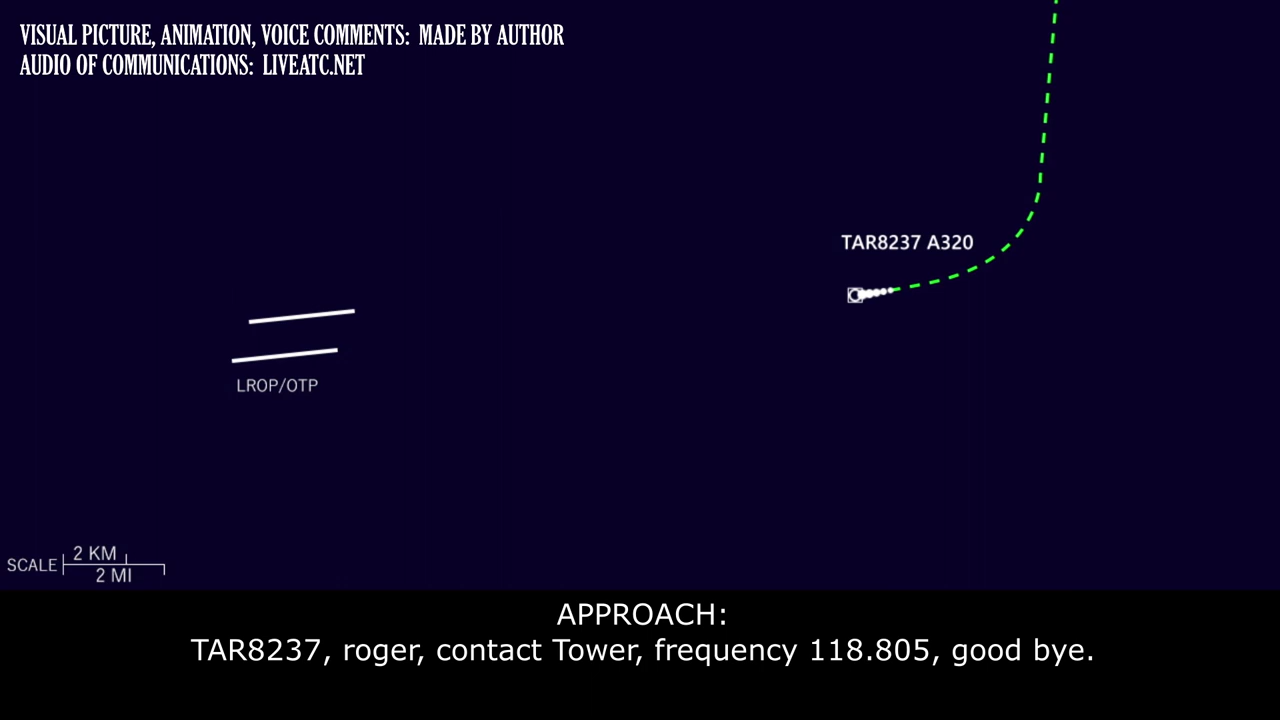 VISUAL PICTURE, ANIMATION, VOICE COMMENTS: MADE BY AUTHOR
AUDIO OF COMMUNICATIONS: LIVEATC.NET
TAR8237 A320
LROP/OTP
SCALE
2 KM
2 MI
APPROACH:
TAR8237, roger, contact Tower, frequency 118.805, good bye.